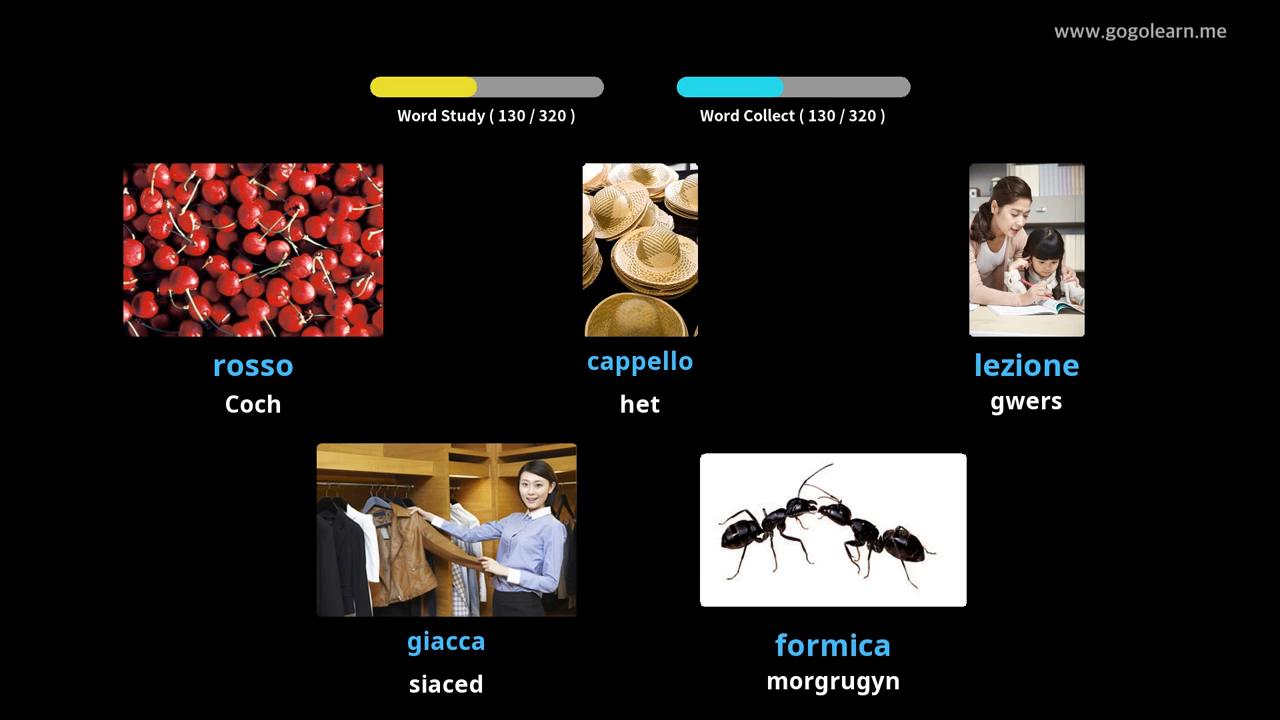 www.gogolearn.me
Word Study ( 130 / 320 )
Word Collect ( 130 / 320 )
rosso
Coch
cappello
het
lezione
gwers
giacca
siaced
formica
morgrugyn